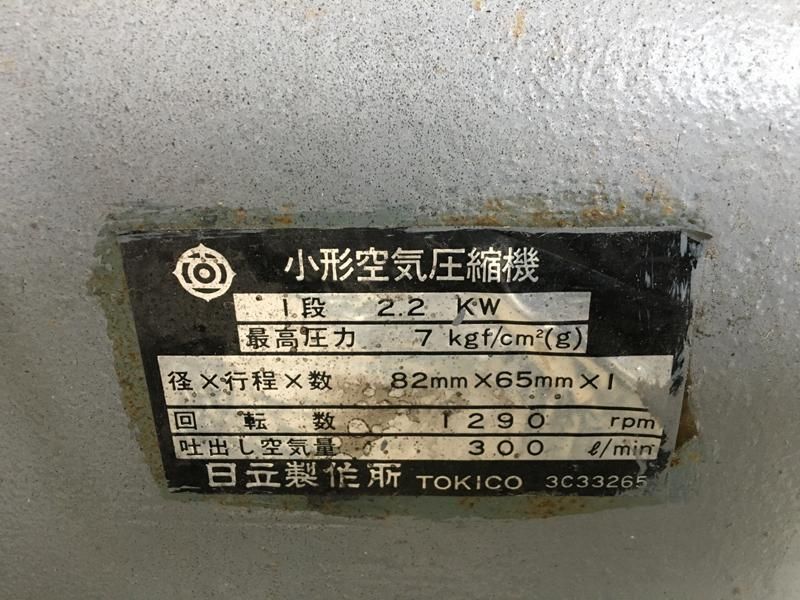 小形空気圧縮機
1段 2.2 KW
最高圧力 7 kgf/cm²(g)
径×行程×数 82mm×65mm×1
回転数 1290 rpm
吐出し空気量 300 ℓ/min
日立製作所 TOKICO 3C33265